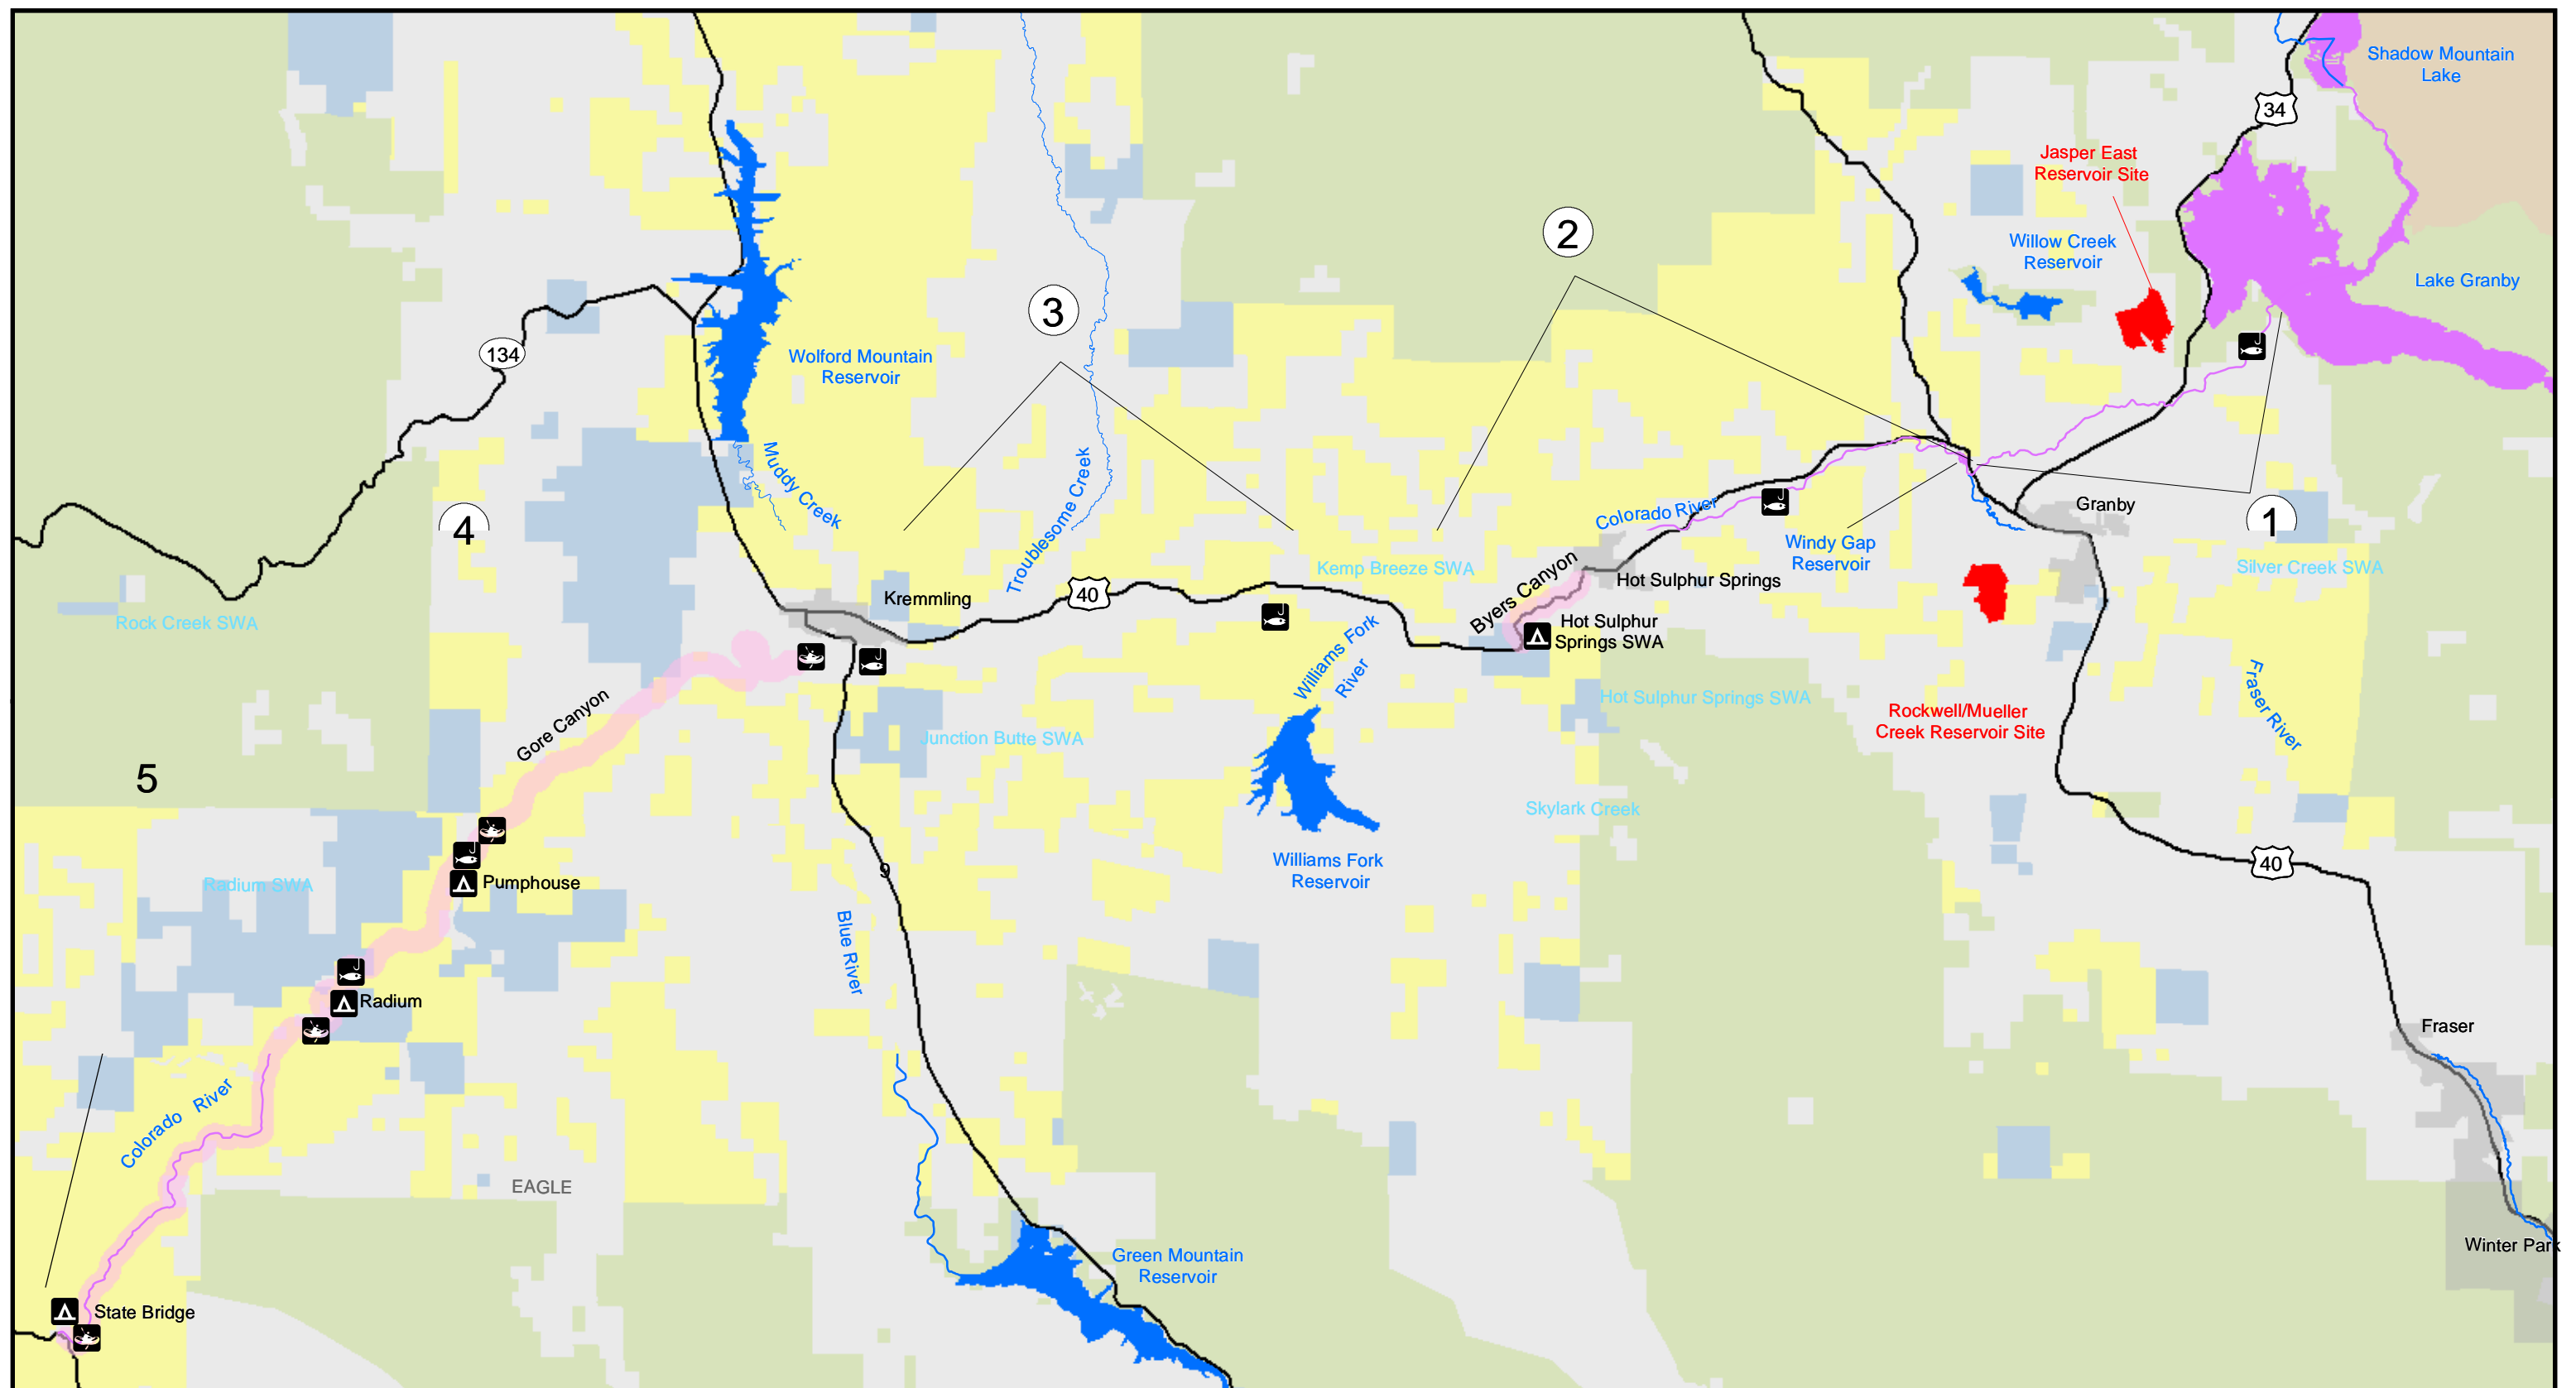 Shadow Mountain
Lake
34
Jasper East
Reservoir Site
2
Willow Creek
Reservoir
Lake Granby
3
134
Wolford Mountain
Reservoir
Muddy Creek
Troublesome Creek
4
Colorado River
Granby
1
Windy Gap
Reservoir
Kemp Breeze SWA
Silver Creek SWA
Byers Canyon
Hot Sulphur Springs
Kremmling
40
Rock Creek SWA
Hot Sulphur
Springs SWA
Williams Fork
River
Hot Sulphur Springs SWA
Fraser River
Rockwell/Mueller
Creek Reservoir Site
Gore Canyon
Junction Butte SWA
5
Skylark Creek
Williams Fork
Reservoir
40
9
Pumphouse
Radium SWA
Blue River
Radium
Fraser
Colorado River
EAGLE
Green Mountain
Reservoir
Winter Park
State Bridge